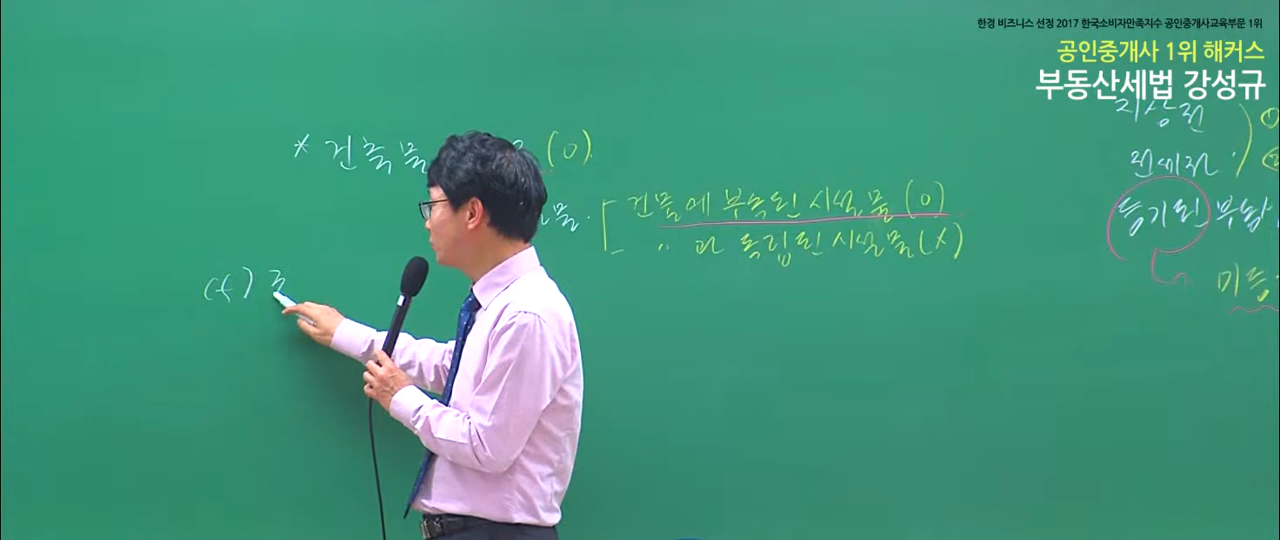 한경 비즈니스 선정 2017 한국소비자만족지수 공인중개사교육부문 1위
공인중개사 1위 해커스
부동산세법 강성규
지상권
전세권.
등기된 부
미등
* 건축물 (0).
물.
건물에 부속된 시설물 (0)
〃 과 독립된 시설물 (X)